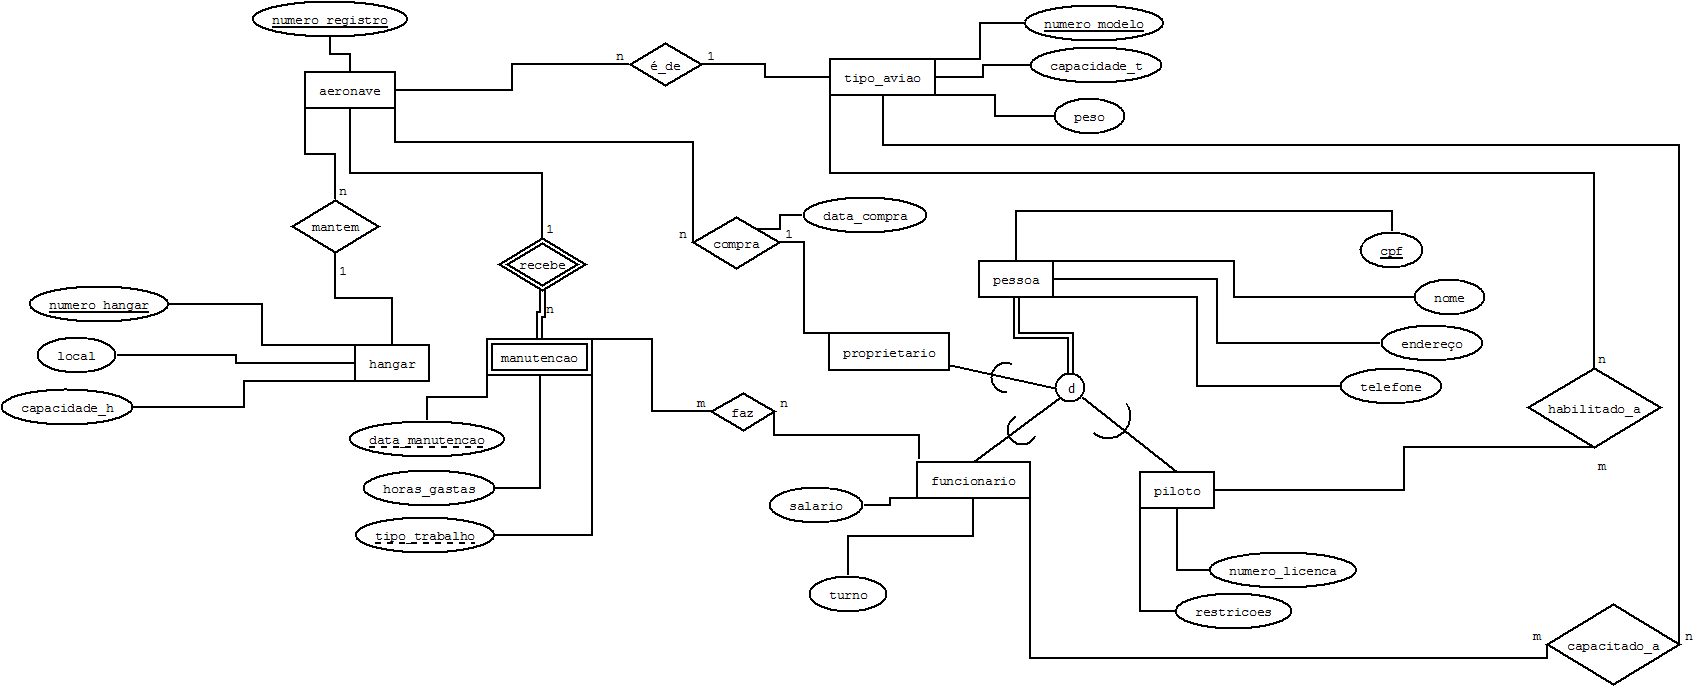 numero_registro
numero_modelo
n
1
é_de
capacidade_t
tipo_aviao
aeronave
peso
n
data_compra
mantem
1
n
compra
1
cpf
recebe
1
pessoa
numero_hangar
n
nome
endereço
local
hangar
manutencao
proprietario
n
telefone
d
capacidade_h
m
n
faz
habilitado_a
data_manutencao
m
funcionario
horas_gastas
piloto
salario
tipo_trabalho
numero_licenca
turno
restricoes
m
n
capacitado_a